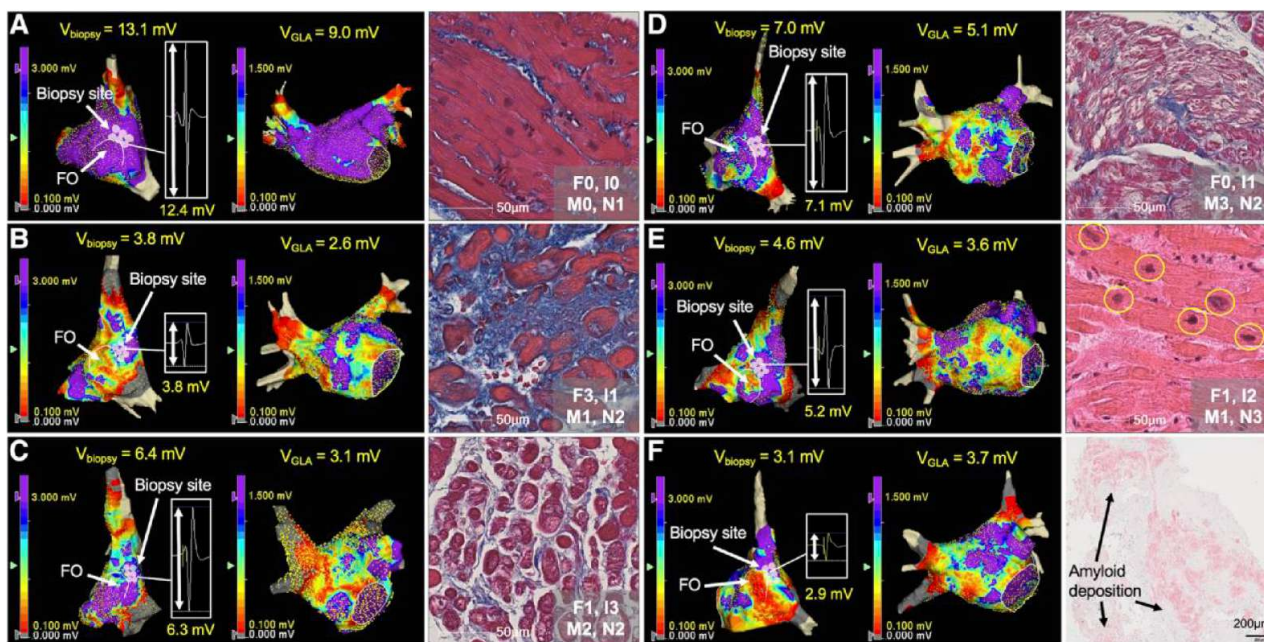 A
Vbiopsy = 13.1 mV
VGLA = 9.0 mV
3.000 mV
1.500 mV
Biopsy site
FO
0.100 mV
0.000 mV
0.100 mV
0.000 mV
12.4 mV
F0, I0
M0, N1
50μm
B
Vbiopsy = 3.8 mV
VGLA = 2.6 mV
3.000 mV
1.500 mV
Biopsy site
FO
0.100 mV
0.000 mV
0.100 mV
0.000 mV
3.8 mV
F3, I1
M1, N2
50μm
C
Vbiopsy = 6.4 mV
VGLA = 3.1 mV
3.000 mV
1.500 mV
Biopsy site
FO
0.100 mV
0.000 mV
0.100 mV
0.000 mV
6.3 mV
F1, I3
M2, N2
50μm
D
Vbiopsy = 7.0 mV
VGLA = 5.1 mV
3.000 mV
1.500 mV
Biopsy site
FO
0.100 mV
0.000 mV
0.100 mV
0.000 mV
7.1 mV
F0, I1
M3, N2
50μm
E
Vbiopsy = 4.6 mV
VGLA = 3.6 mV
3.000 mV
1.500 mV
Biopsy site
FO
0.100 mV
0.000 mV
0.100 mV
0.000 mV
5.2 mV
F1, I2
M1, N3
50μm
F
Vbiopsy = 3.1 mV
VGLA = 3.7 mV
3.000 mV
1.500 mV
Biopsy site
FO
0.100 mV
0.000 mV
0.100 mV
0.000 mV
2.9 mV
Amyloid
deposition
200μ